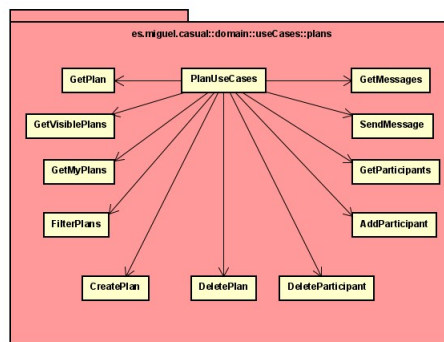 es.miguel.casual::domain::useCases::plans
GetPlan
PlanUseCases
GetMessages
GetVisiblePlans
SendMessage
GetMyPlans
GetParticipants
FilterPlans
AddParticipant
CreatePlan
DeletePlan
DeleteParticipant